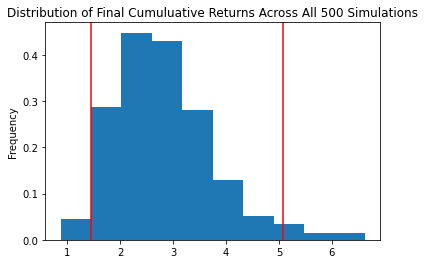 Distribution of Final Cumuluative Returns Across All 500 Simulations
Frequency
0.4
0.3
0.2
0.1
0.0
1 2 3 4 5 6